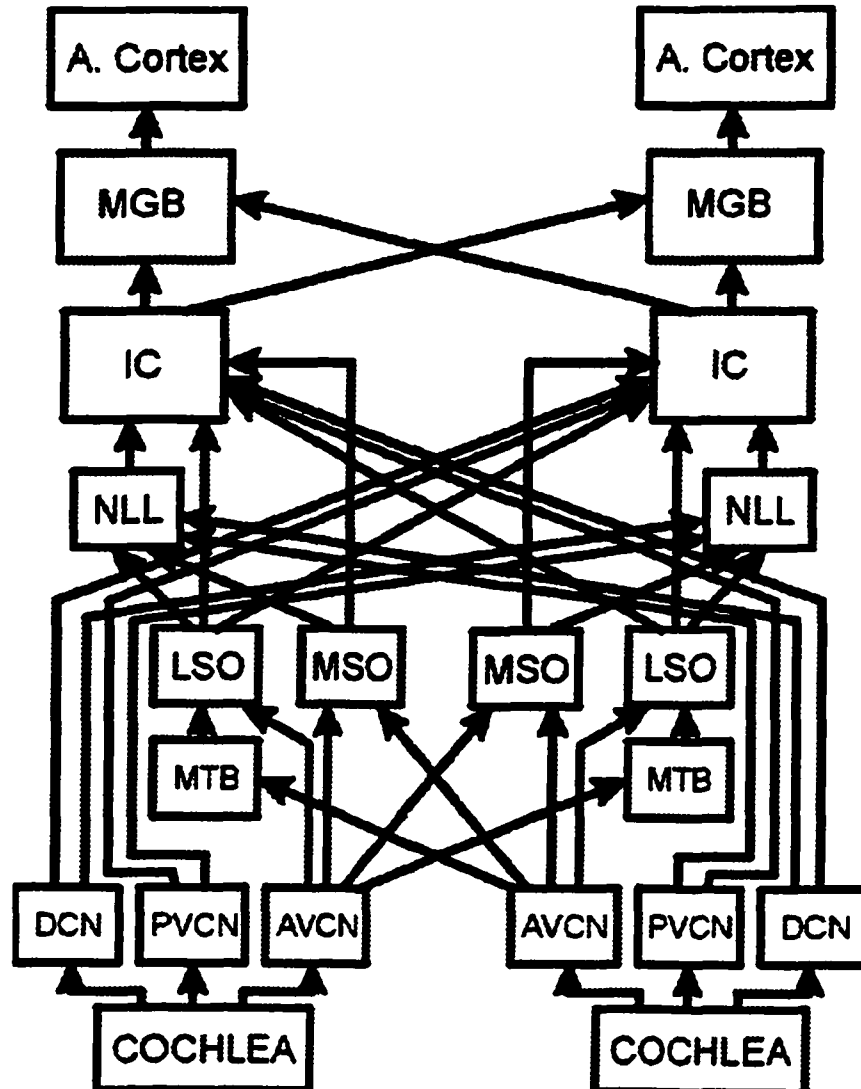 A. Cortex A. Cortex
MGB MGB
IC IC
NLL NLL
LSO MSO MSO LSO
MTB MTB
DCN PVCN AVCN AVCN PVCN DCN
COCHLEA COCHLEA